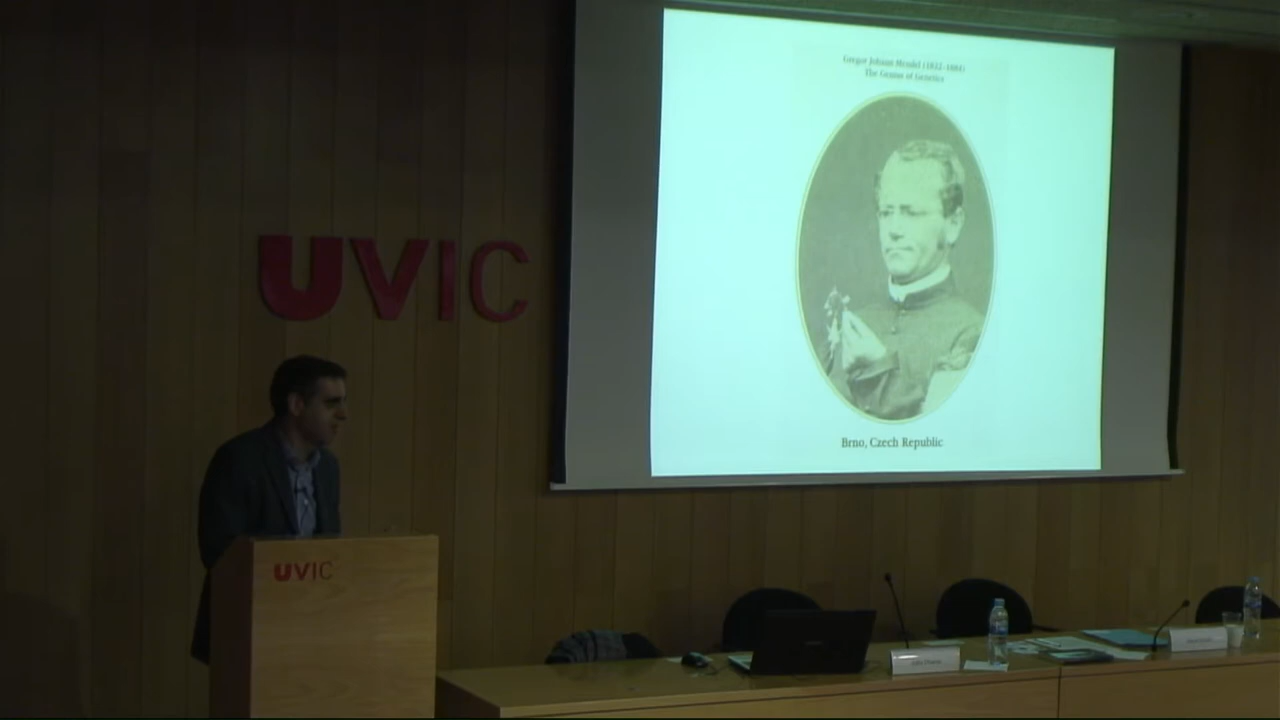 Gregor Johann Mendel (1822-1884)
The Genius of Genetics
Brno, Czech Republic
UVIC
UVIC